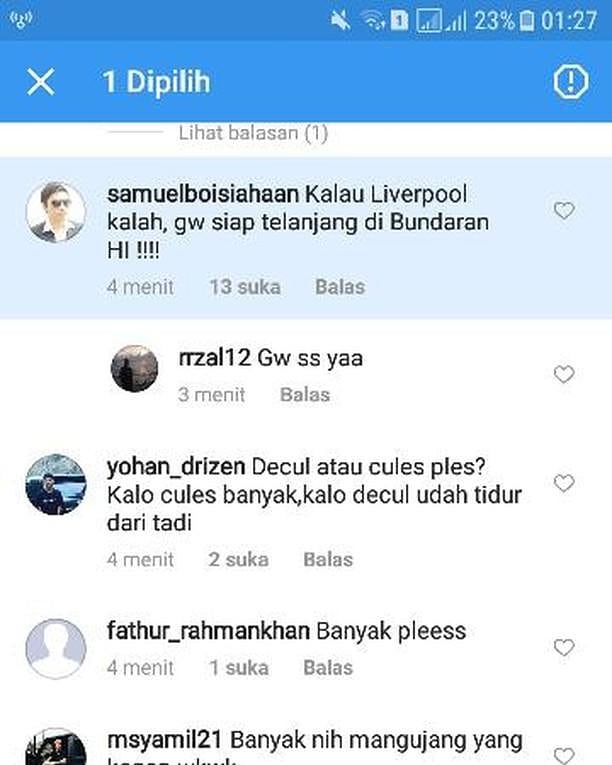 1 23% 01:27
1 Dipilih
Lihat balasan (1)
samuelboisiahaan Kalau Liverpool
kalah, gw siap telanjang di Bundaran
HI !!!!
4 menit 13 suka Balas
rrzal12 Gw ss yaa
3 menit Balas
yohan_drizen Decul atau cules ples?
Kalo cules banyak,kalo decul udah tidur
dari tadi
4 menit 2 suka Balas
fathur_rahmankhan Banyak pleess
4 menit 1 suka Balas
msyamil21 Banyak nih mangujang yang